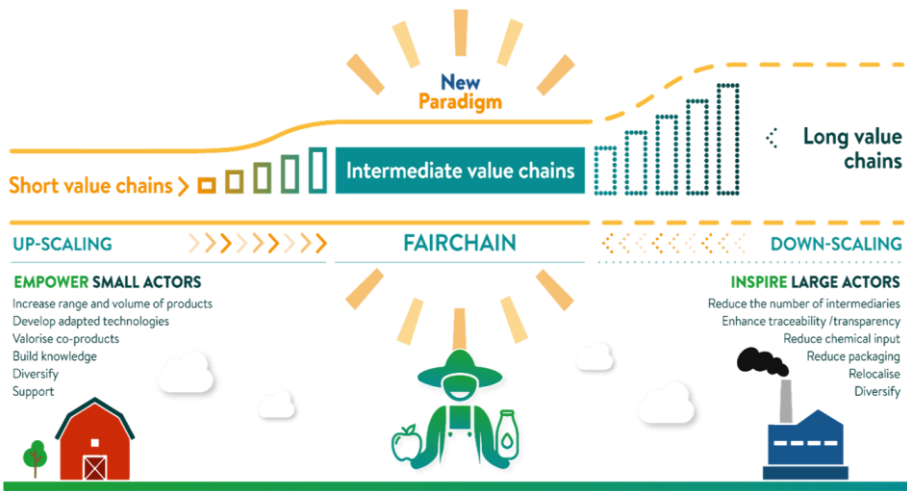 New
Paradigm
Short value chains
Intermediate value chains
Long value
chains
UP-SCALING
FAIRCHAIN
DOWN-SCALING
EMPOWER SMALL ACTORS
Increase range and volume of products
Develop adapted technologies
Valorise co-products
Build knowledge
Diversify
Support
INSPIRE LARGE ACTORS
Reduce the number of intermediaries
Enhance traceability /transparency
Reduce chemical input
Reduce packaging
Relocalise
Diversify